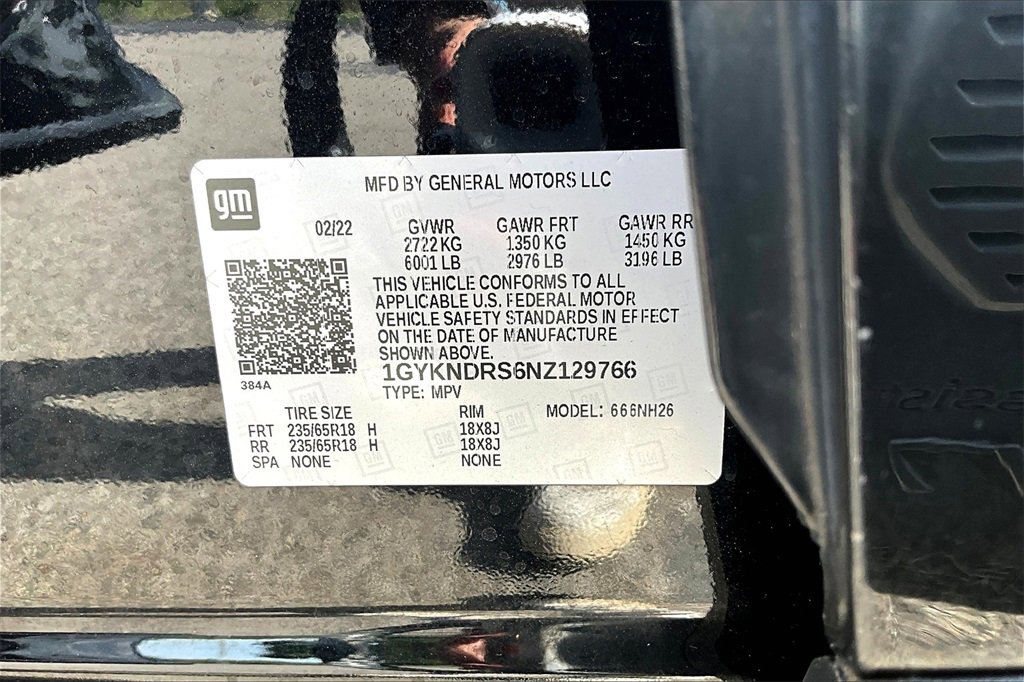 gm
MFD BY GENERAL MOTORS LLC
02/22 GVWR GAWR FRT GAWR RR
2722 KG 1350 KG 1450 KG
6001 LB 2976 LB 3196 LB
THIS VEHICLE CONFORMS TO ALL
APPLICABLE U.S. FEDERAL MOTOR
VEHICLE SAFETY STANDARDS IN EFFECT
ON THE DATE OF MANUFACTURE
SHOWN ABOVE.
384A 1GYKNDRS6NZ129766
TYPE: MPV
TIRE SIZE RIM MODEL: 666NH26
FRT 235/65R18 H 18X8J
RR 235/65R18 H 18X8J
SPA NONE NONE